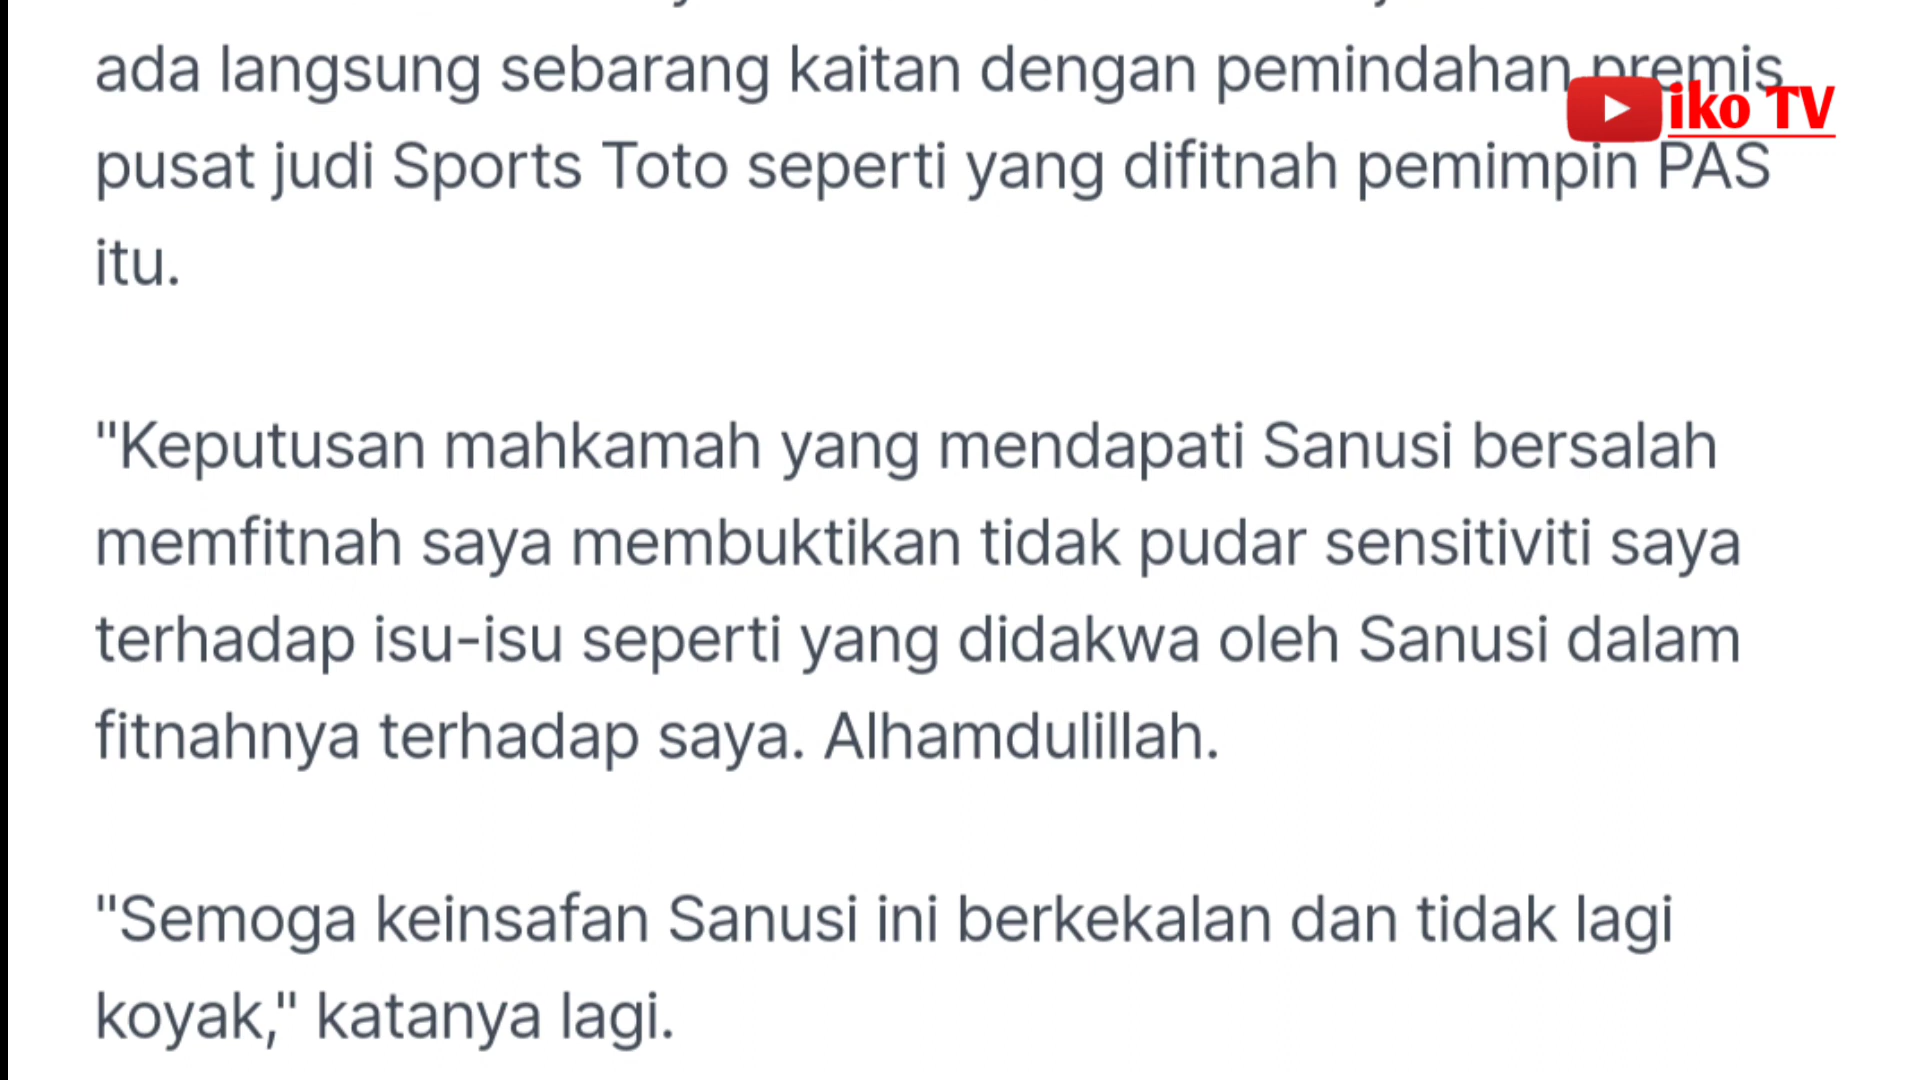 ada langsung sebarang kaitan dengan pemindahan premis
iko TV
pusat judi Sports Toto seperti yang difitnah pemimpin PAS
itu.
"Keputusan mahkamah yang mendapati Sanusi bersalah
memfitnah saya membuktikan tidak pudar sensitiviti saya
terhadap isu-isu seperti yang didakwa oleh Sanusi dalam
fitnahnya terhadap saya. Alhamdulillah.
"Semoga keinsafan Sanusi ini berkekalan dan tidak lagi
koyak," katanya lagi.